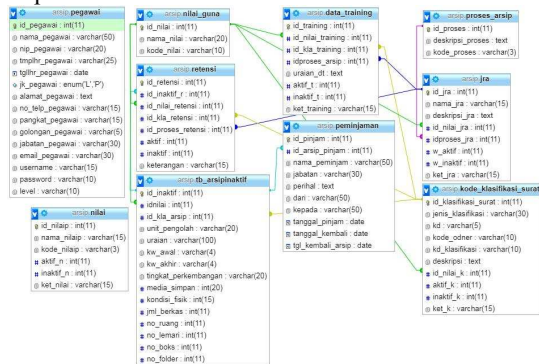 arsip pegawai
id_pegawai : int(11)
nama_pegawai : varchar(50)
nip_pegawai : varchar(20)
tmplhr_pegawai : varchar(25)
tgllhr_pegawai : date
jk_pegawai : enum('L','P')
alamat_pegawai : text
no_telp_pegawai : varchar(15)
pangkat_pegawai : varchar(15)
golongan_pegawai : varchar(5)
jabatan_pegawai : varchar(30)
email_pegawai : varchar(30)
username : varchar(15)
password : varchar(10)
level : varchar(10)
arsip nilai
id_nilaip : int(11)
nama_nilaip : varchar(15)
kode_nilaip : varchar(3)
aktif_n : int(11)
inaktif_n : int(11)
ket_nilai : varchar(15)
arsip nilai_guna
id_nilai : int(11)
nama_nilai : varchar(20)
kode_nilai : varchar(10)
arsip retensi
id_retensi : int(11)
id_inaktif_r : int(11)
id_nilai_retensi : int(11)
id_kla_retensi : int(11)
id_proses_retensi : int(11)
aktif : int(11)
inaktif : int(11)
keterangan : varchar(15)
arsip tb_arsipinaktif
id_inaktif : int(11)
idnilai : int(11)
id_kla_arsip : int(11)
unit_pengolah : varchar(20)
uraian : varchar(100)
kw_awal : varchar(4)
kw_akhir : varchar(4)
tingkat_perkembangan : varchar(20)
media_simpan : int(20)
kondisi_fisik : int(15)
jml_berkas : int(11)
no_ruang : int(11)
no_lemari : int(11)
no_boks : int(11)
no_folder : int(11)
arsip data_training
id_training : int(11)
id_nilai_training : int(11)
id_kla_training : int(11)
idproses_arsip : int(11)
uraian_dt : text
aktif_t : int(11)
inaktif_t : int(11)
ket_training : varchar(15)
arsip peminjaman
id_pinjam : int(11)
id_arsip_pinjam : int(11)
nama_peminjam : varchar(50)
jabatan : varchar(30)
perihal : text
dari : varchar(50)
kepada : varchar(50)
tanggal_pinjam : date
tanggal_kembali : date
tgl_kembali_arsip : date
arsip proses_arsip
id_proses : int(11)
deskripsi_proses : text
kode_proses : varchar(3)
arsip jra
id_jra : int(11)
nama_jra : varchar(15)
deskripsi_jra : text
id_nilai_jra : int(11)
idproses_jra : int(11)
w_aktif : int(11)
w_inaktif : int(11)
ket_jra : varchar(15)
arsip kode_klasifikasi_surat
id_klasifikasi_surat : int(11)
jenis_klasifikasi : varchar(30)
kd : varchar(5)
kode_odner : varchar(10)
kd_klasifikasi : varchar(10)
deskripsi : text
id_nilai_k : int(11)
aktif_k : int(11)
inaktif_k : int(11)
ket_k : varchar(15)